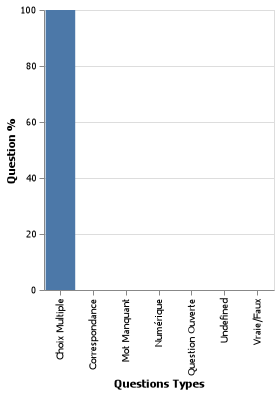 100
80
60
40
20
0
Question %
Choix Multiple
Correspondance
Mot Manquant
Numérique
Question Ouverte
Undefined
Vraie/Faux
Questions Types